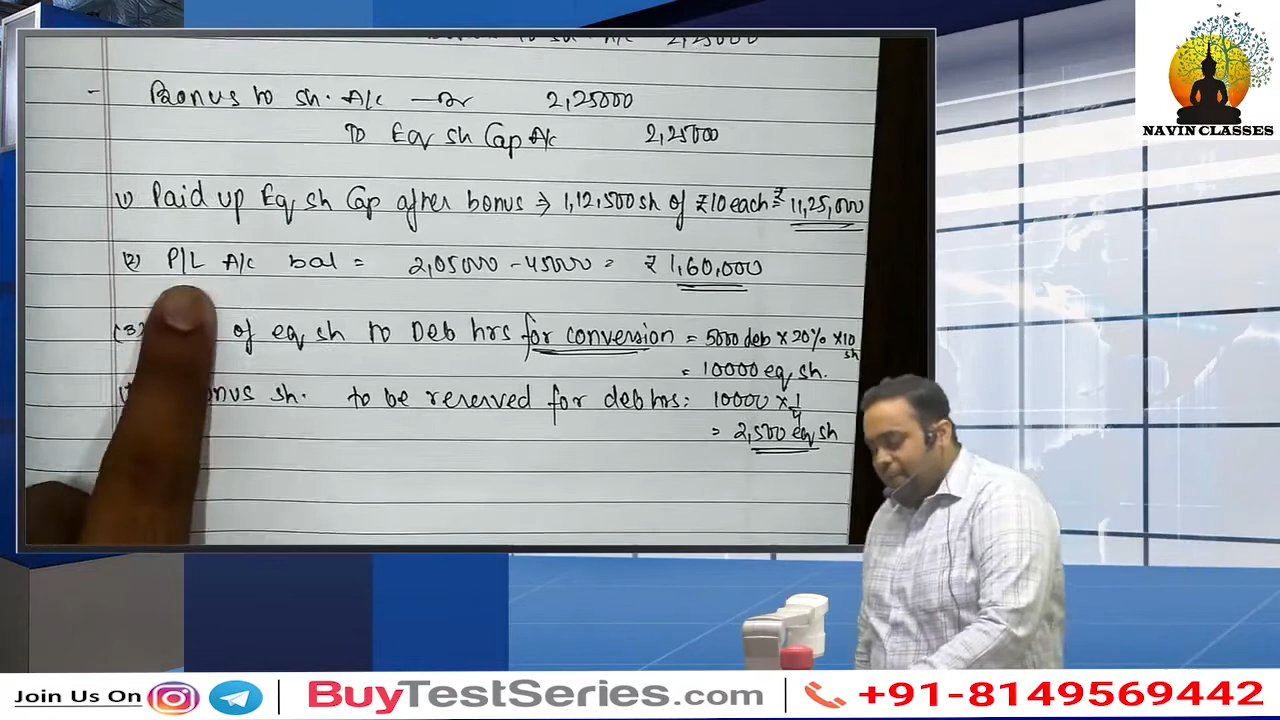 2,25000
- Bonus to sh. A/c — Dr 2,25000
To Eq sh Cap A/c 2,25000
1) Paid up Eq sh Cap after bonus ⇒ 1,12,500 sh of ₹10 each = ₹ 11,25,000
2) P/L A/c bal = 2,05000 - 45000 = ₹ 1,60,000
(3) of eq sh to Deb hrs for conversion = 5000 deb × 20% × 10 sh
= 10000 eq sh.
onus sh. to be reserved for deb hrs: 10000 × 1/4
= 2,500 eq sh
NAVIN CLASSES
Join Us On BuyTestSeries.com +91-8149569442